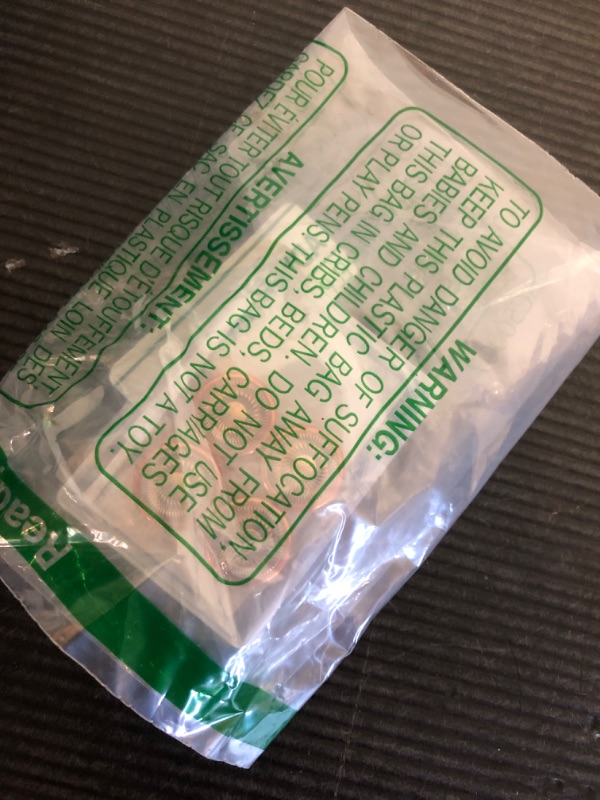 WARNING:
TO AVOID DANGER OF SUFFOCATION,
KEEP THIS PLASTIC BAG AWAY FROM
BABIES AND CHILDREN. DO NOT USE
THIS BAG IN CRIBS, BEDS, CARRIAGES
OR PLAY PENS. THIS BAG IS NOT A TOY.
AVERTISSEMENT:
POUR ÉVITER TOUT RISQUE D'ÉTOUFFEMENT,
GARDEZ CE SAC EN PLASTIQUE LOIN DES